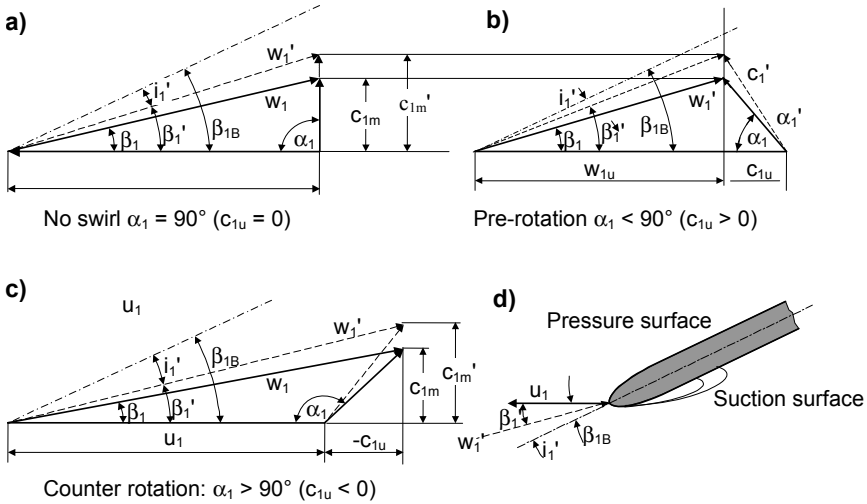 a)
w₁'
i₁'
w₁
β₁
β₁'
β₁B
α₁
c₁m
c₁m'
No swirl α₁ = 90° (c₁u = 0)
b)
c₁'
i₁'
w₁'
β₁
β₁'
β₁B
α₁
α₁'
w₁u
c₁u
Pre-rotation α₁ < 90° (c₁u > 0)
c)
u₁
w₁'
i₁'
β₁B
w₁
β₁
β₁'
α₁
c₁m
c₁m'
u₁
-c₁u
Counter rotation: α₁ > 90° (c₁u < 0)
d)
Pressure surface
u₁
Suction surface
β₁'
w₁'
β₁B
i₁'